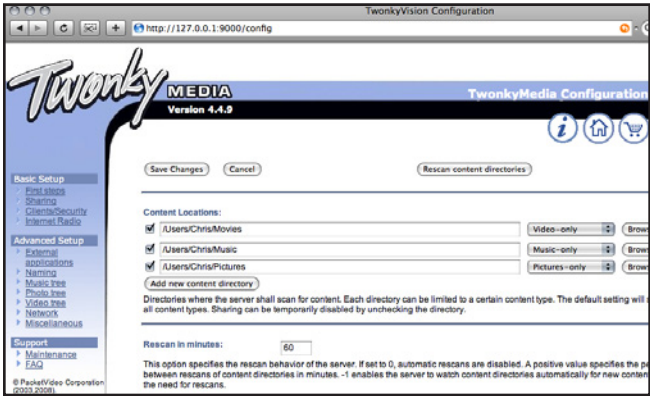 TwonkyVision Configuration
http://127.0.0.1:9000/config
Twonky
MEDIA
TwonkyMedia Configuration
Version 4.4.9
Save Changes
Cancel
Rescan content directories
Basic Setup
First steps
Sharing
Clients/Security
Internet Radio
Advanced Setup
External
applications
Naming
Music tree
Photo tree
Video tree
Network
Miscellaneous
Support
Maintenance
FAQ
© PacketVideo Corporation
(2003,2008).
Content Locations:
/Users/Chris/Movies
Video-only
Brow
/Users/Chris/Music
Music-only
Brow
/Users/Chris/Pictures
Pictures-only
Brow
Add new content directory
Directories where the server shall scan for content. Each directory can be limited to a certain content type. The default setting will
all content types. Sharing can be temporarily disabled by unchecking the directory.
Rescan in minutes:
60
This option specifies the rescan behavior of the server. If set to 0, automatic rescans are disabled. A positive value specifies the
between rescans of content directories in minutes. -1 enables the server to watch content directories automatically for new
the need for rescans.